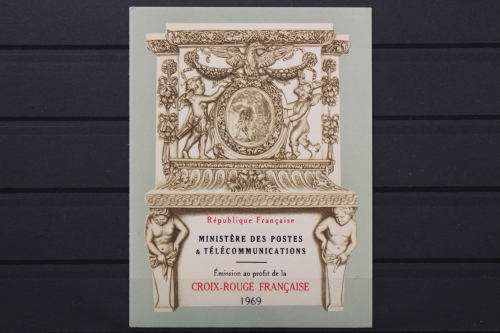 République Française
MINISTÈRE DES POSTES
& TÉLÉCOMMUNICATIONS
Émission au profit de la
CROIX-ROUGE FRANÇAISE
1969